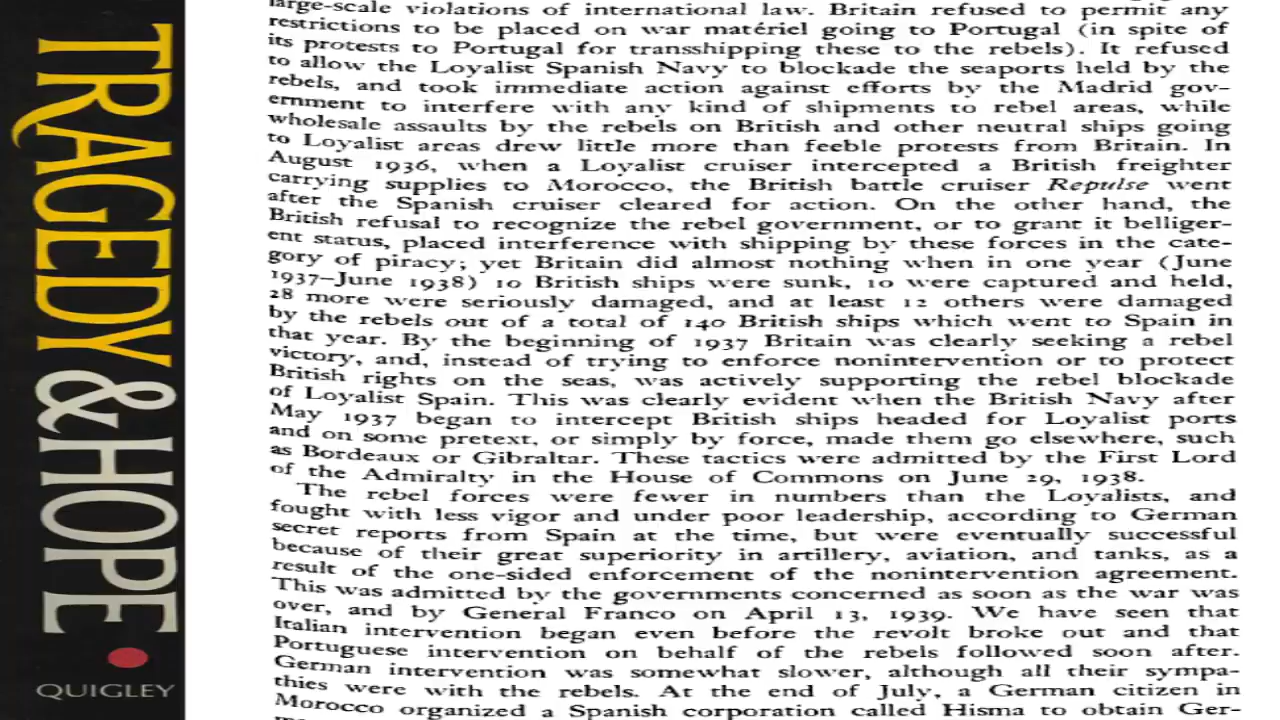 TRAGEDY & HOPE
QUIGLEY
large-scale violations of international law. Britain refused to permit any
restrictions to be placed on war matériel going to Portugal (in spite of
its protests to Portugal for transshipping these to the rebels). It refused
to allow the Loyalist Spanish Navy to blockade the seaports held by the
rebels, and took immediate action against efforts by the Madrid gov-
ernment to interfere with any kind of shipments to rebel areas, while
wholesale assaults by the rebels on British and other neutral ships going
to Loyalist areas drew little more than feeble protests from Britain. In
August 1936, when a Loyalist cruiser intercepted a British freighter
carrying supplies to Morocco, the British battle cruiser Repulse went
after the Spanish cruiser cleared for action. On the other hand, the
British refusal to recognize the rebel government, or to grant it belliger-
ent status, placed interference with shipping by these forces in the cate-
gory of piracy; yet Britain did almost nothing when in one year (June
1937–June 1938) 10 British ships were sunk, 10 were captured and held,
28 more were seriously damaged, and at least 12 others were damaged
by the rebels out of a total of 140 British ships which went to Spain in
that year. By the beginning of 1937 Britain was clearly seeking a rebel
victory, and, instead of trying to enforce nonintervention or to protect
British rights on the seas, was actively supporting the rebel blockade
of Loyalist Spain. This was clearly evident when the British Navy after
May 1937 began to intercept British ships headed for Loyalist ports
and on some pretext, or simply by force, made them go elsewhere, such
as Bordeaux or Gibraltar. These tactics were admitted by the First Lord
of the Admiralty in the House of Commons on June 29, 1938.
The rebel forces were fewer in numbers than the Loyalists, and
fought with less vigor and under poor leadership, according to German
secret reports from Spain at the time, but were eventually successful
because of their great superiority in artillery, aviation, and tanks, as a
result of the one-sided enforcement of the nonintervention agreement.
This was admitted by the governments concerned as soon as the war was
over, and by General Franco on April 13, 1939. We have seen that
Italian intervention began even before the revolt broke out and that
Portuguese intervention on behalf of the rebels followed soon after.
German intervention was somewhat slower, although all their sympa-
thies were with the rebels. At the end of July, a German citizen in
Morocco organized a Spanish corporation called Hisma to obtain Ger-